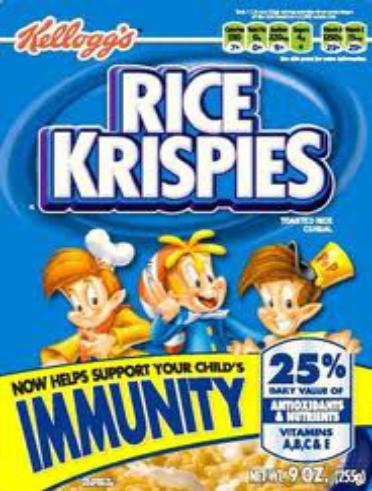 Kellogg's
RICE
KRISPIES
TOASTED RICE
CEREAL
NOW HELPS SUPPORT YOUR CHILD'S
IMMUNITY
25%
DAILY VALUE OF
ANTIOXIDANTS
& NUTRIENTS
VITAMINS
A,B,C & E
NET WT. 9 OZ. (255g)